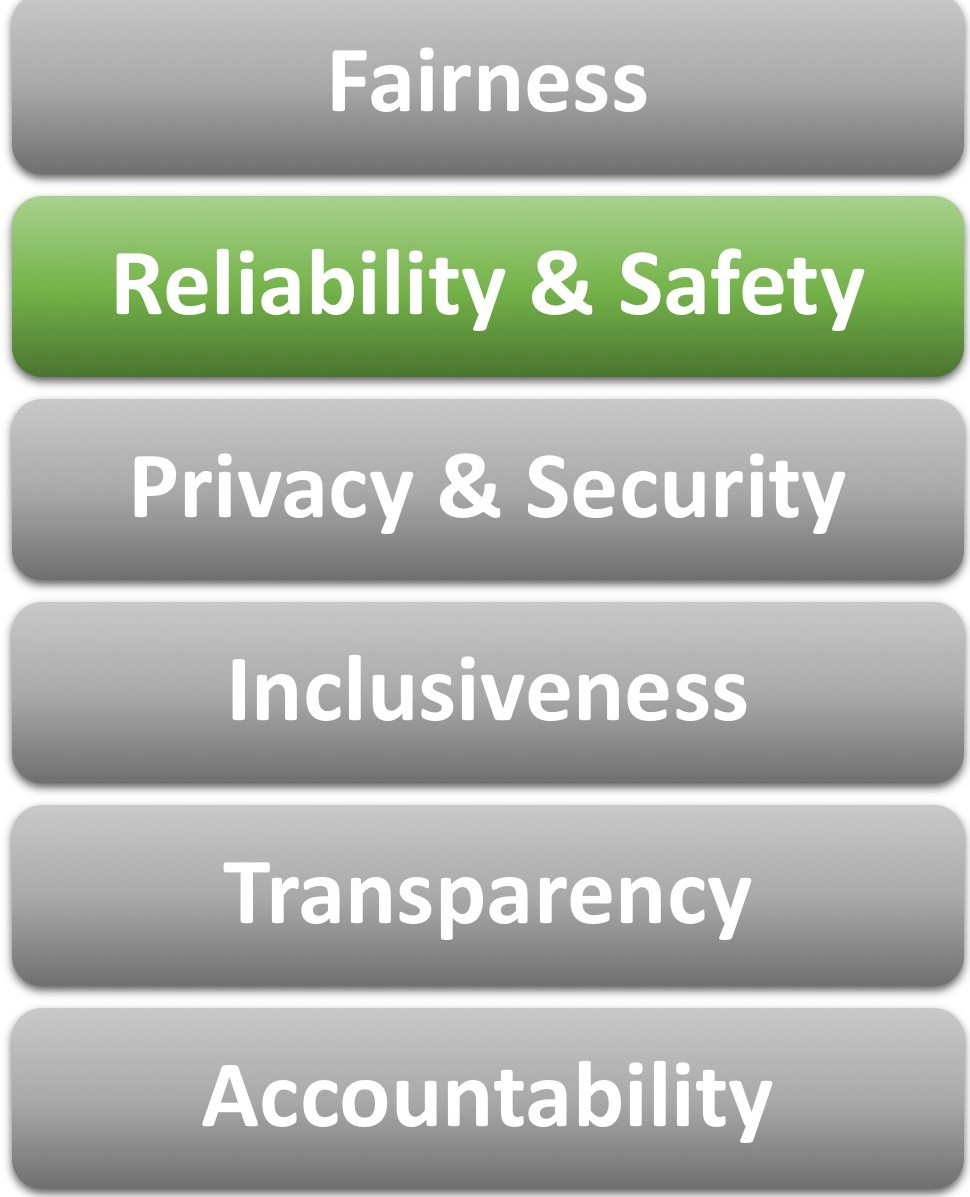 Fairness
Reliability & Safety
Privacy & Security
Inclusiveness
Transparency
Accountability